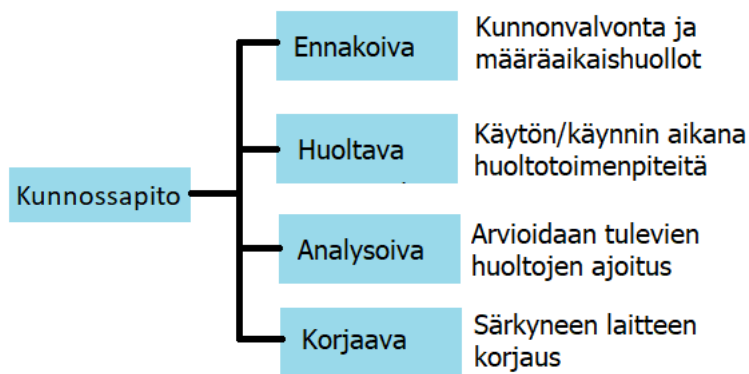 Kunnossapito
Ennakoiva
Kunnonvalvonta ja
määräaikaishuollot
Huoltava
Käytön/käynnin aikana
huoltotoimenpiteitä
Analysoiva
Arvioidaan tulevien
huoltojen ajoitus
Korjaava
Särkyneen laitteen
korjaus